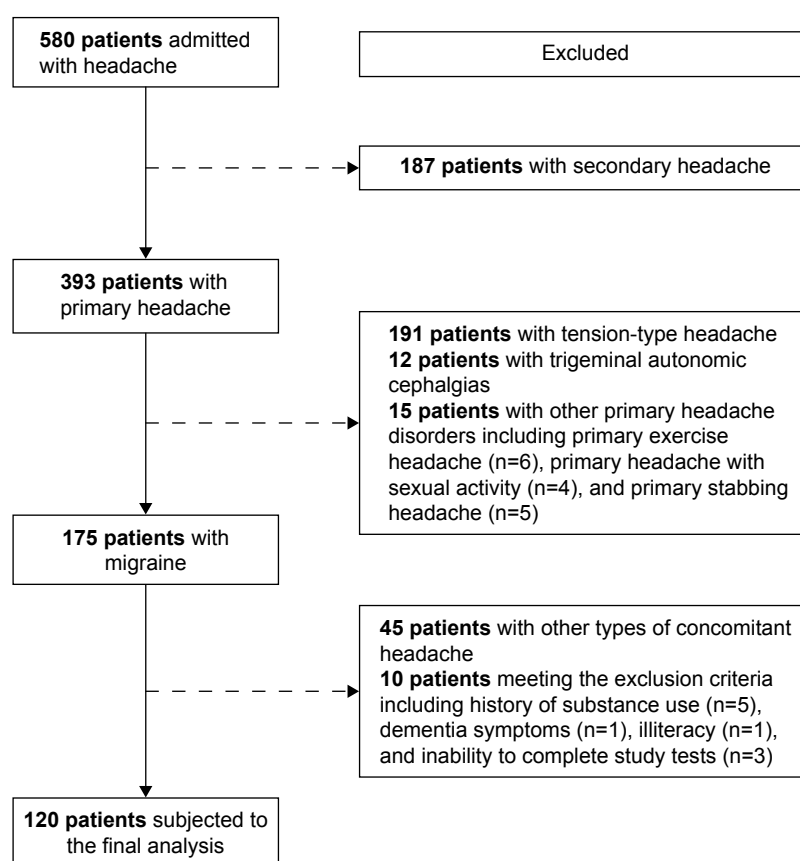 580 patients admitted
with headache
Excluded
187 patients with secondary headache
393 patients with
primary headache
191 patients with tension-type headache
12 patients with trigeminal autonomic
cephalgias
15 patients with other primary headache
disorders including primary exercise
headache (n=6), primary headache with
sexual activity (n=4), and primary stabbing
headache (n=5)
175 patients with
migraine
45 patients with other types of concomitant
headache
10 patients meeting the exclusion criteria
including history of substance use (n=5),
dementia symptoms (n=1), illiteracy (n=1),
and inability to complete study tests (n=3)
120 patients subjected to
the final analysis